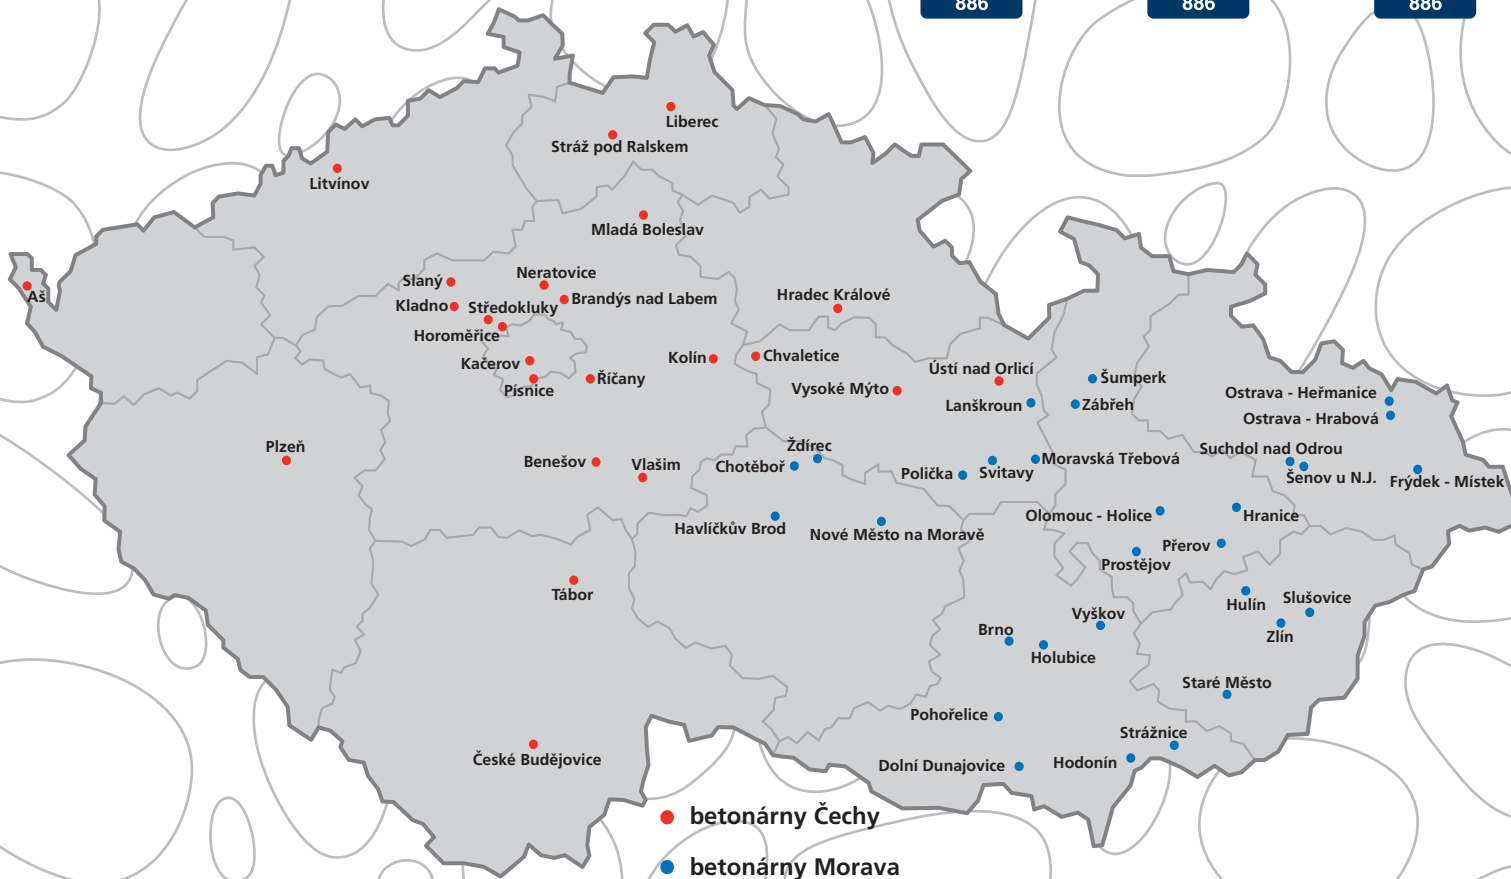 886
886
886
Liberec
Stráž pod Ralskem
Litvínov
Mladá Boleslav
Neratovice
Slaný
Aš
Brandýs nad Labem
Hradec Králové
Kladno
Středokluky
Horoměřice
Kačerov
Kolín
Chvaletice
Ústí nad Orlicí
Písnice
Říčany
Vysoké Mýto
Šumperk
Lanškroun
Zábřeh
Ostrava - Heřmanice
Ostrava - Hrabová
Plzeň
Ždírec
Suchdol nad Odrou
Benešov
Vlašim
Chotěboř
Polička
Svitavy
Moravská Třebová
Šenov u N.J.
Frýdek - Místek
Havlíčkův Brod
Nové Město na Moravě
Olomouc - Holice
Hranice
Přerov
Prostějov
Tábor
Hulín
Slušovice
Vyškov
Brno
Zlín
Holubice
Staré Město
Pohořelice
Strážnice
České Budějovice
Dolní Dunajovice
Hodonín
betonárny Čechy
betonárny Morava